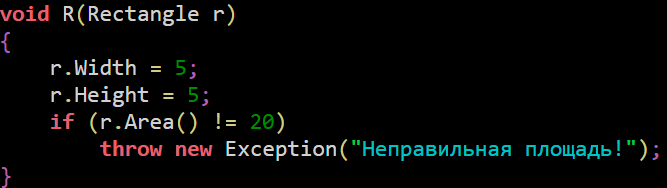 void R(Rectangle r)
{
    r.Width = 5;
    r.Height = 5;
    if (r.Area() != 20)
        throw new Exception("Неправильная площадь!");
}